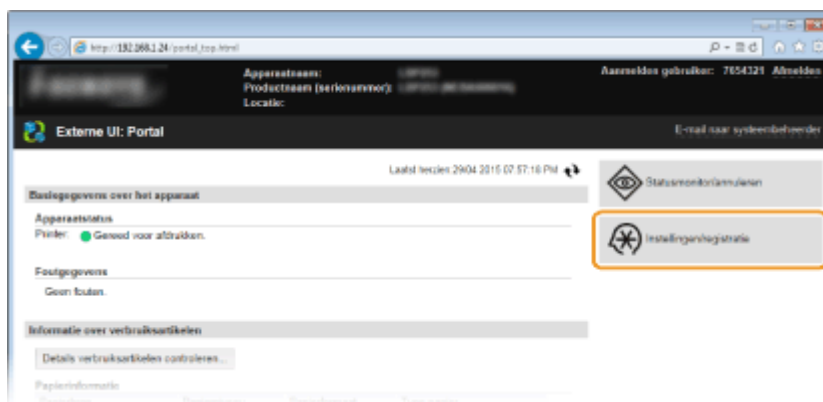 http://192.168.1.24/portal_top.html
Apparaatnaam:
Productnaam (serienummer):
Locatie:
Aanmelden gebruiker: 7654321 Afmelden
Externe UI: Portal
E-mail naar systeembeheerder
Laatst herzien 29/04 2015 07:57:18 PM
Basisgegevens over het apparaat
Apparaatstatus
Printer: Gereed voor afdrukken.
Foutgegevens
Geen fouten.
Informatie over verbruiksartikelen
Details verbruiksartikelen controleren...
Papierinformatie
Statusmonitor/annuleren
Instellingen/registratie